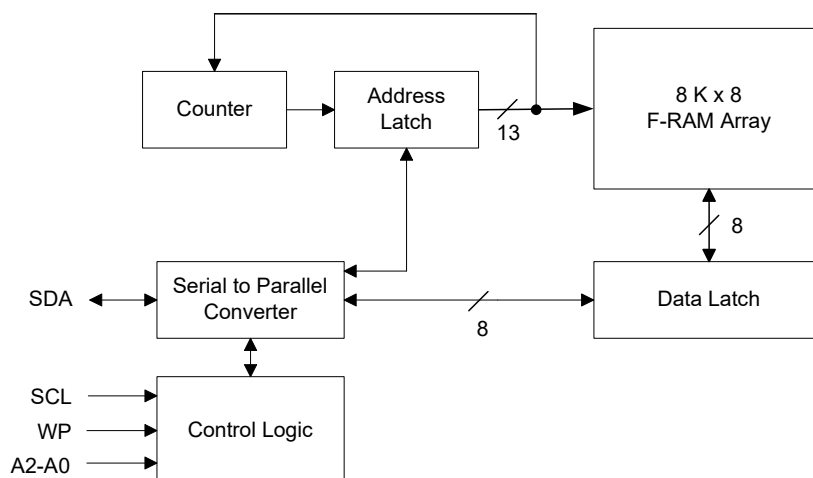 Counter
Address
Latch
13
8 K x 8
F-RAM Array
8
SDA
Serial to Parallel
Converter
8
Data Latch
SCL
WP
A2-A0
Control Logic